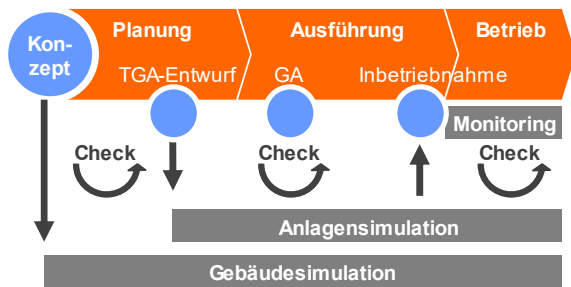 Kon-
zept
Planung
Ausführung
Betrieb
TGA-Entwurf
GA
Inbetriebnahme
Monitoring
Check
Check
Check
Anlagensimulation
Gebäudesimulation